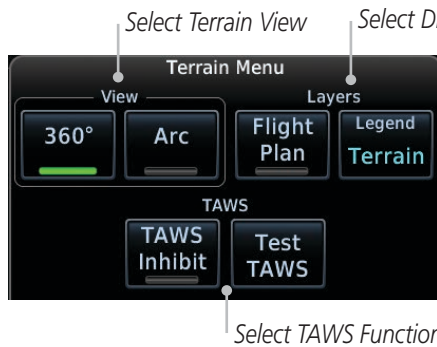 Select Terrain View
Select
Terrain Menu
View
Layers
360°
Arc
Flight
Plan
Legend
Terrain
TAWS
TAWS
Inhibit
Test
TAWS
Select TAWS